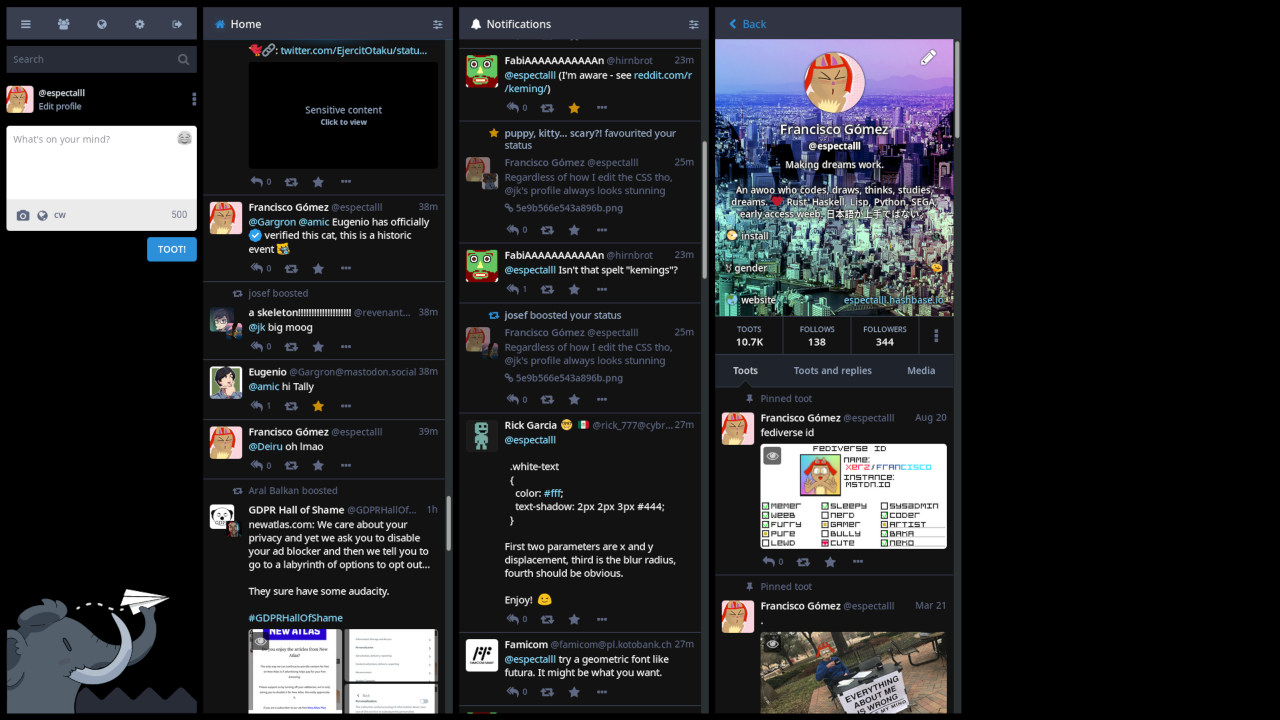 Search
@espectalll
Edit profile
What's on your mind?
cw
500
TOOT!
Home
: twitter.com/EjercitOtaku/statu...
Sensitive content
Click to view
0
Francisco Gómez @espectalll 38m
@Gargron @amic Eugenio has officially
verified this cat, this is a historic
event
0
josef boosted
a skeleton!!!!!!!!!!!!!!!!!!!! @revenant... 38m
@jk big moog
0
Eugenio @Gargron@mastodon.social 38m
@amic hi Tally
1
Francisco Gómez @espectalll 39m
@Deiru oh lmao
0
Aral Balkan boosted
GDPR Hall of Shame @GDPRHallOf... 1h
newatlas.com: We care about your
privacy and yet we ask you to disable
your ad blocker and then we tell you to
go to a labyrinth of options to opt out...
They sure have some audacity.
#GDPRHallOfShame
NEW ATLAS
Notifications
FabiAAAAAAAAAAn @hirnbrot 23m
@espectalll (I'm aware - see reddit.com/r
/keming/)
0
puppy, kitty... scary?! favourited your
status
Francisco Gómez @espectalll 25m
Regardless of how I edit the CSS tho,
@jk's profile always looks stunning
5e9b566e543a896b.png
0
FabiAAAAAAAAAAn @hirnbrot 23m
@espectalll Isn't that spelt "kemings"?
1
josef boosted your status
Francisco Gómez @espectalll 25m
Regardless of how I edit the CSS tho,
@jk's profile always looks stunning
5e9b566e543a896b.png
0
Rick Garcia @rick_777@cybr... 27m
@espectalll
.white-text
{
color: #fff;
text-shadow: 2px 2px 3px #444;
}
First two parameters are x and y
displacement, third is the blur radius,
fourth should be obvious.
Enjoy!
0
Famicom @famicom@pl.kotobank.ch 27m
@espectalll for a geometric font like
futura. It may be what you want.
0
Back
Francisco Gómez
@espectalll
Making dreams work.
An awoo who codes, draws, thinks, studies,
dreams. Rust, Haskell, Lisp, Python, SEGA,
early access weeb. 日本語が上手ではない。
install
gender
website espectalll.hashbase.io
TOOTS FOLLOWS FOLLOWERS
10.7K 138 344
Toots Toots and replies Media
Pinned toot
Francisco Gómez @espectalll Aug 20
fediverse id
FEDIVERSE ID
NAME:
XERZ/FRANCISCO
INSTANCE:
MSTDN.IO
MEMER SLEEPY SYSADMIN
WEEB NERD CODER
FURRY GAMER ARTIST
PURE BULLY BAKA
LEWD CUTE NEKO
0
Pinned toot
Francisco Gómez @espectalll Mar 21
.
EVERYTHING
ABOUT ME
IS WRONG